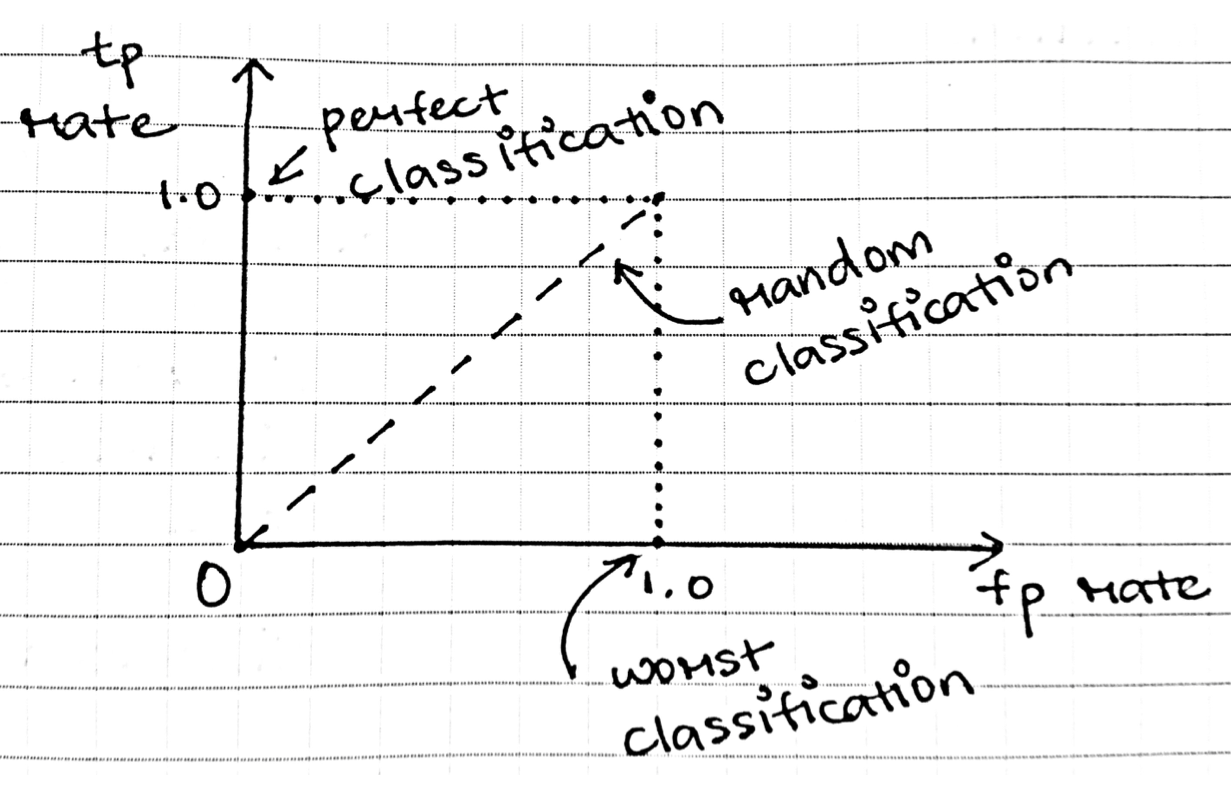 tp
rate
perfect
classification
1.0
random
classification
0
1.0
fp rate
worst
classification